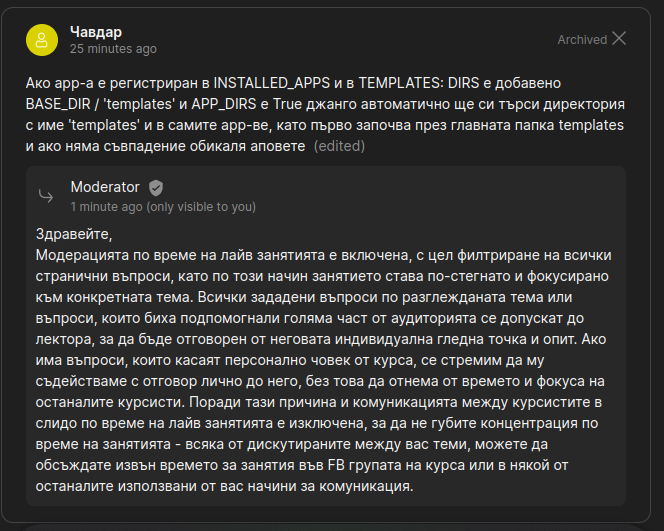 Чавдар
25 minutes ago
Archived
Ако app-а е регистриран в INSTALLED_APPS и в TEMPLATES: DIRS е добавено
BASE_DIR / 'templates' и APP_DIRS е True джанго автоматично ще си търси директория
с име 'templates' и в самите app-ве, като първо започва през главната папка templates
и ако няма съвпадение обикаля аповете (edited)
Moderator
1 minute ago (only visible to you)
Здравейте,
Модерацията по време на лайв занятията е включена, с цел филтриране на всички
странични въпроси, като по този начин занятието става по-стегнато и фокусирано
към конкретната тема. Всички зададени въпроси по разглежданата тема или
въпроси, които биха подпомогнали голяма част от аудиторията се допускат до
лектора, за да бъде отговорен от неговата индивидуална гледна точка и опит. Ако
има въпроси, които касаят персонално човек от курса, се стремим да му
съдействаме с отговор лично до него, без това да отнема от времето и фокуса на
останалите курсисти. Поради тази причина и комуникацията между курсистите в
слидо по време на лайв занятията е изключена, за да не губите концентрация по
време на занятията - всяка от дискутираните между вас теми, можете да
обсъждате извън времето за занятия във FB групата на курса или в някой от
останалите използвани от вас начини за комуникация.